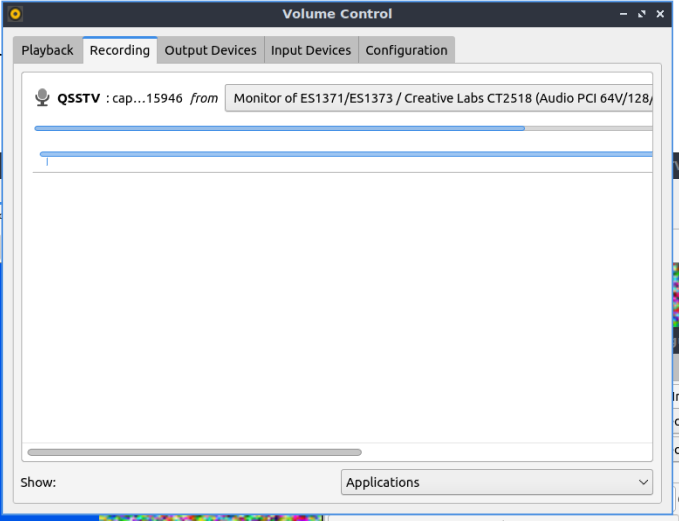 Volume Control
Playback Recording Output Devices Input Devices Configuration
QSSTV : cap...15946 from Monitor of ES1371/ES1373 / Creative Labs CT2518 (Audio PCI 64V/128/
Show: Applications